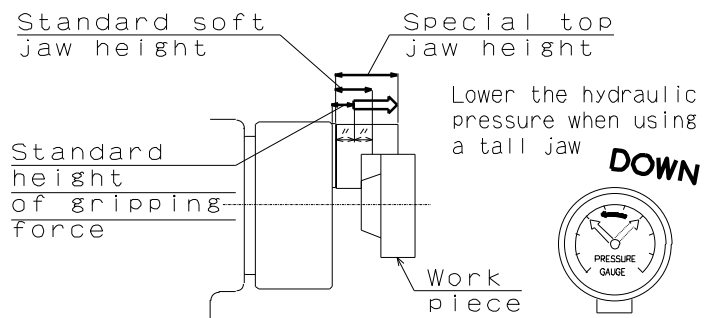 Standard soft
jaw height
Special top
jaw height
Lower the hydraulic
pressure when using
a tall jaw
DOWN
Standard
height
of gripping
force
〃 〃
PRESSURE
GAUGE
Work
piece